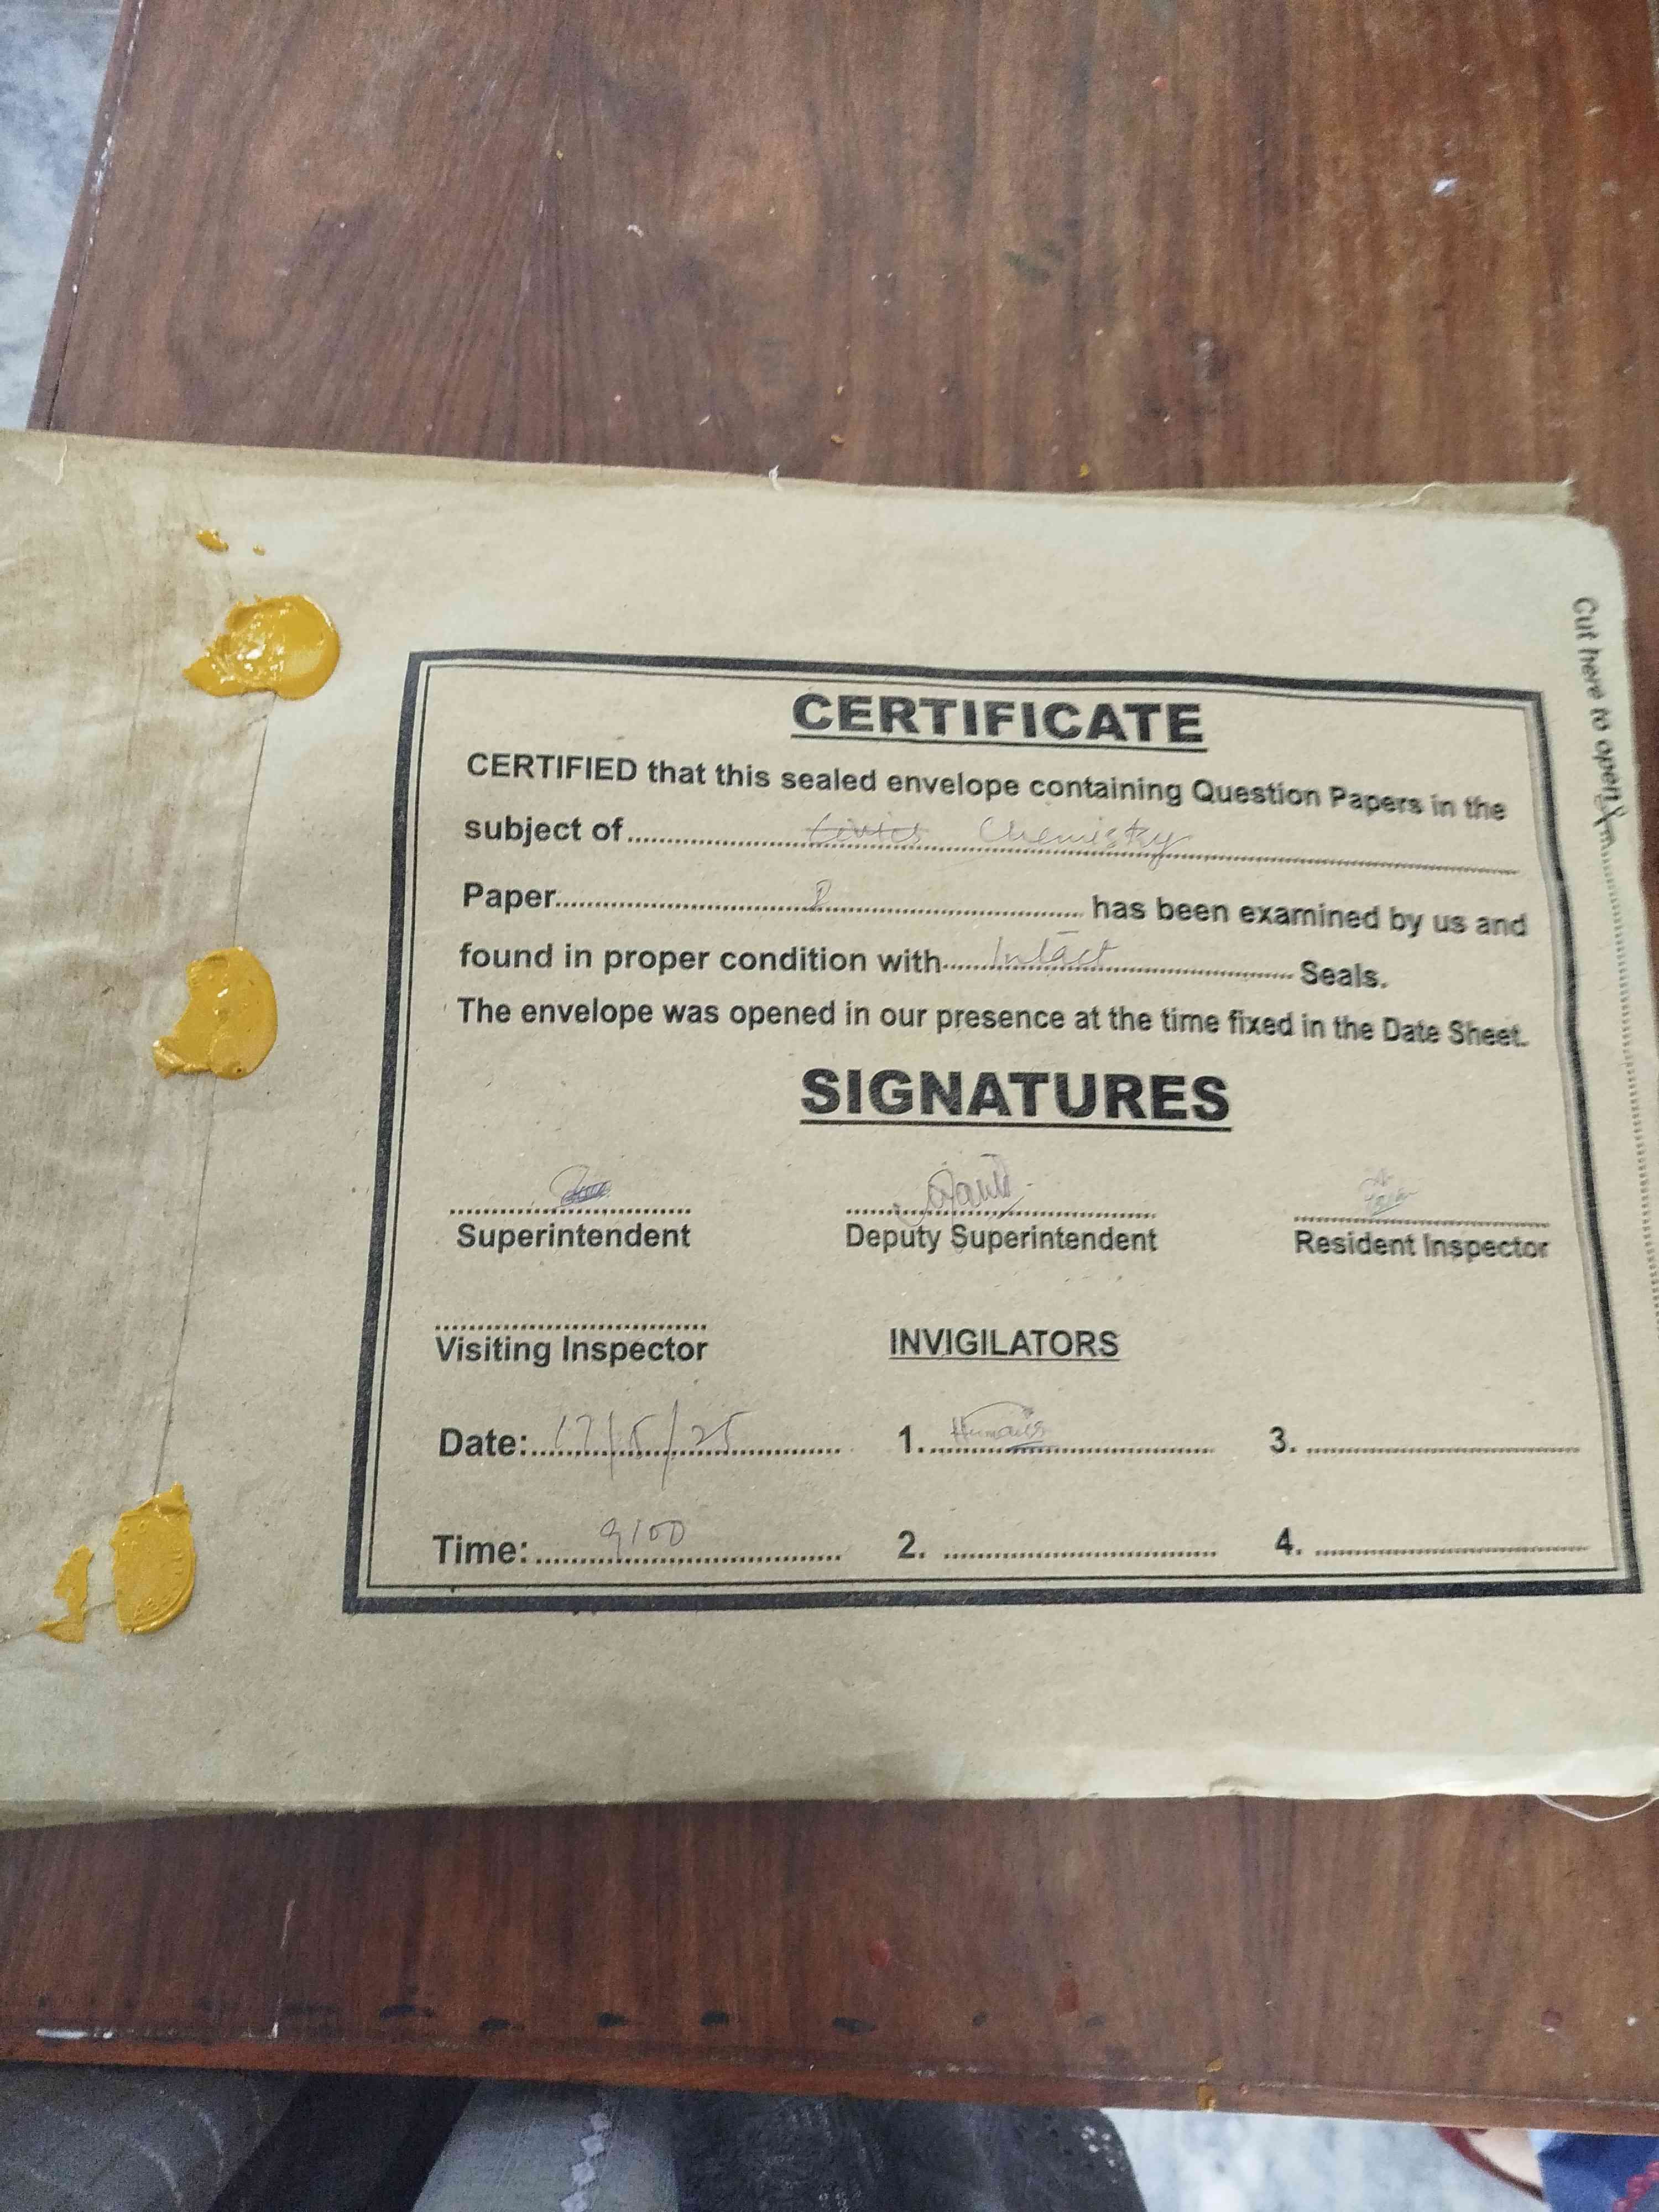 Cut here to open
CERTIFICATE
CERTIFIED that this sealed envelope containing Question Papers in the
subject of.......... Civics Chemistry
Paper.......... has been examined by us and
found in proper condition with.......... Intact .......... Seals.
The envelope was opened in our presence at the time fixed in the Date Sheet.
SIGNATURES
Superintendent Deputy Superintendent Resident Inspector
Visiting Inspector INVIGILATORS
Date: 17/5/25 1. Humaira 3.
Time: 9:00 2. 4.